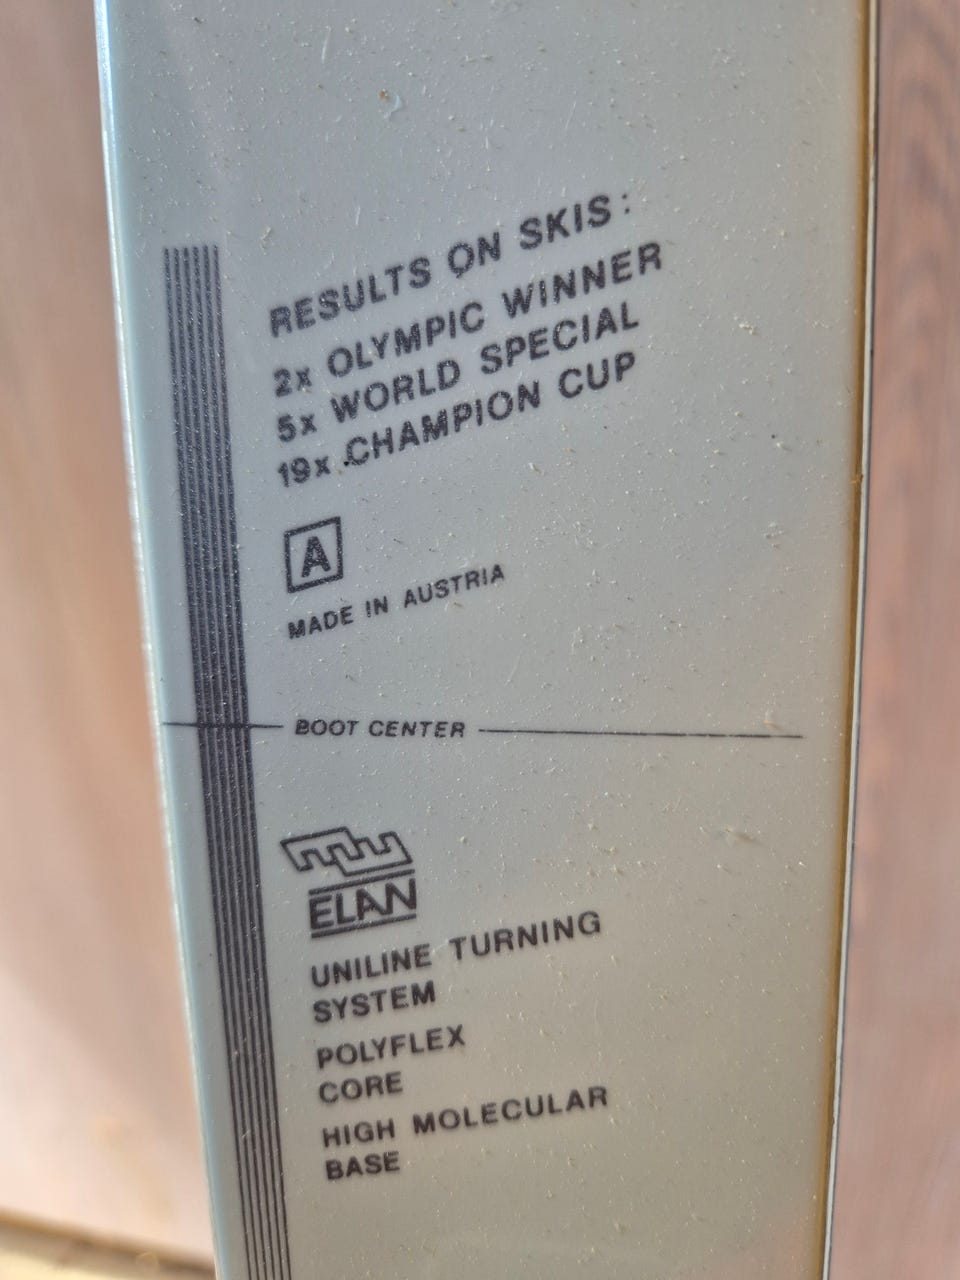 RESULTS ON SKIS:
2x OLYMPIC WINNER
5x WORLD SPECIAL
19x CHAMPION CUP
A
MADE IN AUSTRIA
BOOT CENTER
ELAN
UNILINE TURNING
SYSTEM
POLYFLEX
CORE
HIGH MOLECULAR
BASE